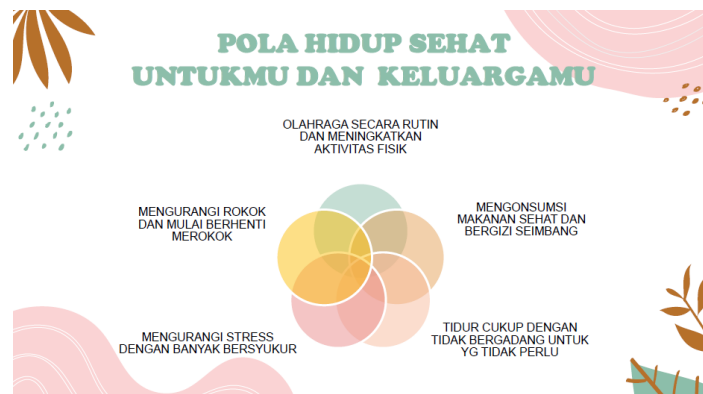 POLA HIDUP SEHAT
UNTUKMU DAN KELUARGAMU
OLAHRAGA SECARA RUTIN
DAN MENINGKATKAN
AKTIVITAS FISIK
MENGURANGI ROKOK
DAN MULAI BERHENTI
MEROKOK
MENGONSUMSI
MAKANAN SEHAT DAN
BERGIZI SEIMBANG
MENGURANGI STRESS
DENGAN BANYAK BERSYUKUR
TIDUR CUKUP DENGAN
TIDAK BERGADANG UNTUK
YG TIDAK PERLU